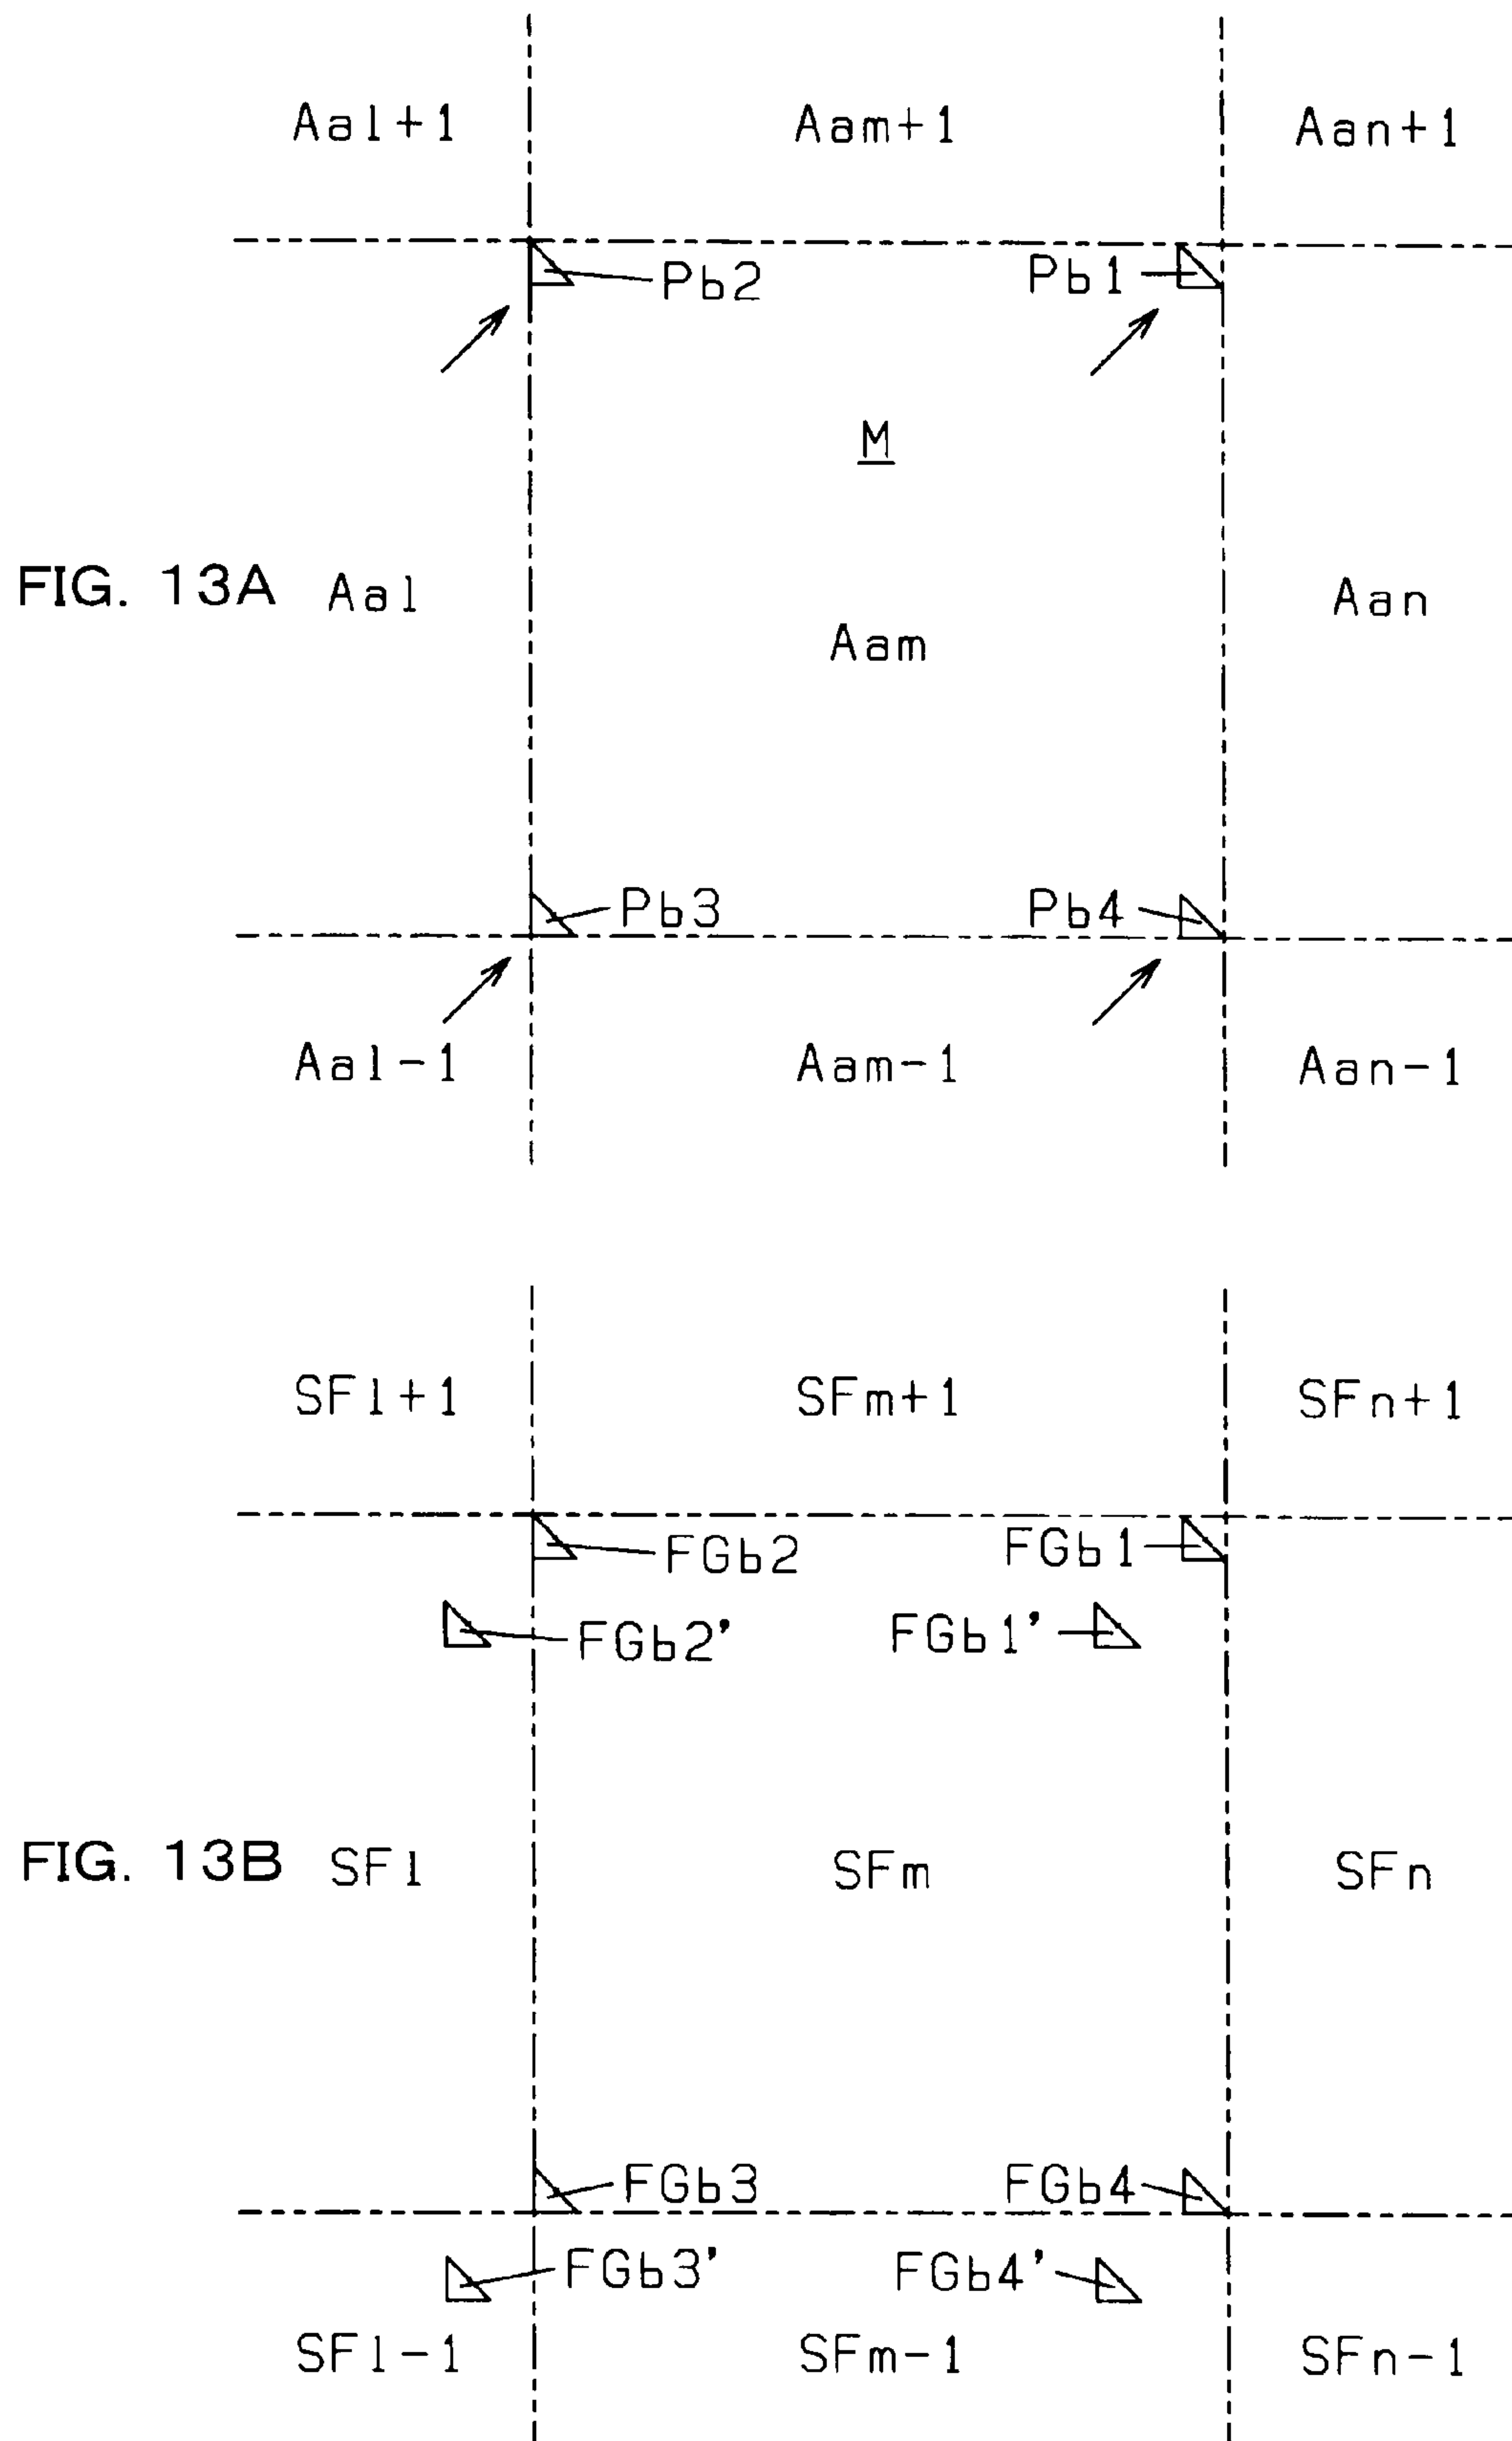 Aal+1 Aam+1 Aan+1
Pb2 Pb1
M
FIG. 13A Aal Aam Aan
Pb3 Pb4
Aal-1 Aam-1 Aan-1
SFl+1 SFm+1 SFn+1
FGb2 FGb1
FGb2' FGb1'
FIG. 13B SFl SFm SFn
FGb3 FGb4
FGb3' FGb4'
SFl-1 SFm-1 SFn-1